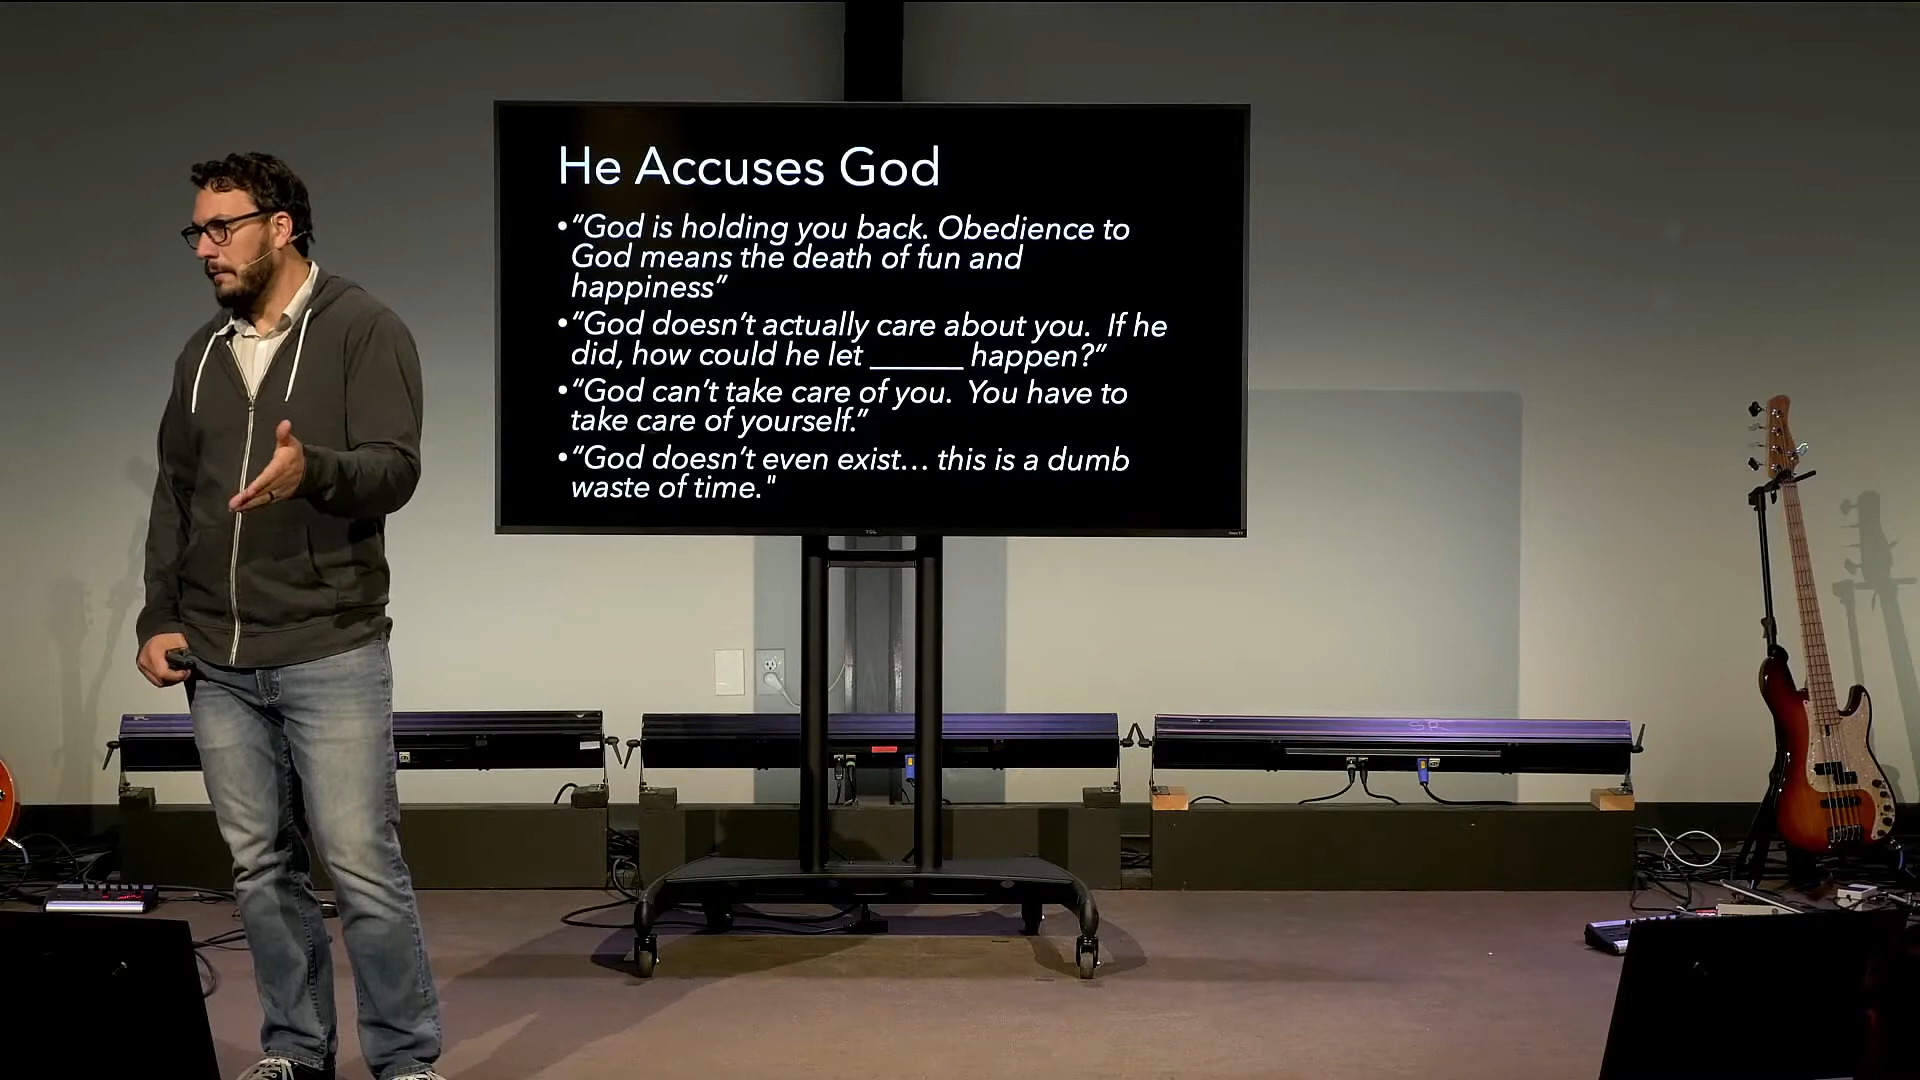 He Accuses God
•“God is holding you back. Obedience to
God means the death of fun and
happiness”
•“God doesn’t actually care about you.  If he
did, how could he let ______ happen?”
•“God can’t take care of you.  You have to
take care of yourself.”
•“God doesn’t even exist... this is a dumb
waste of time."
TCL
SR